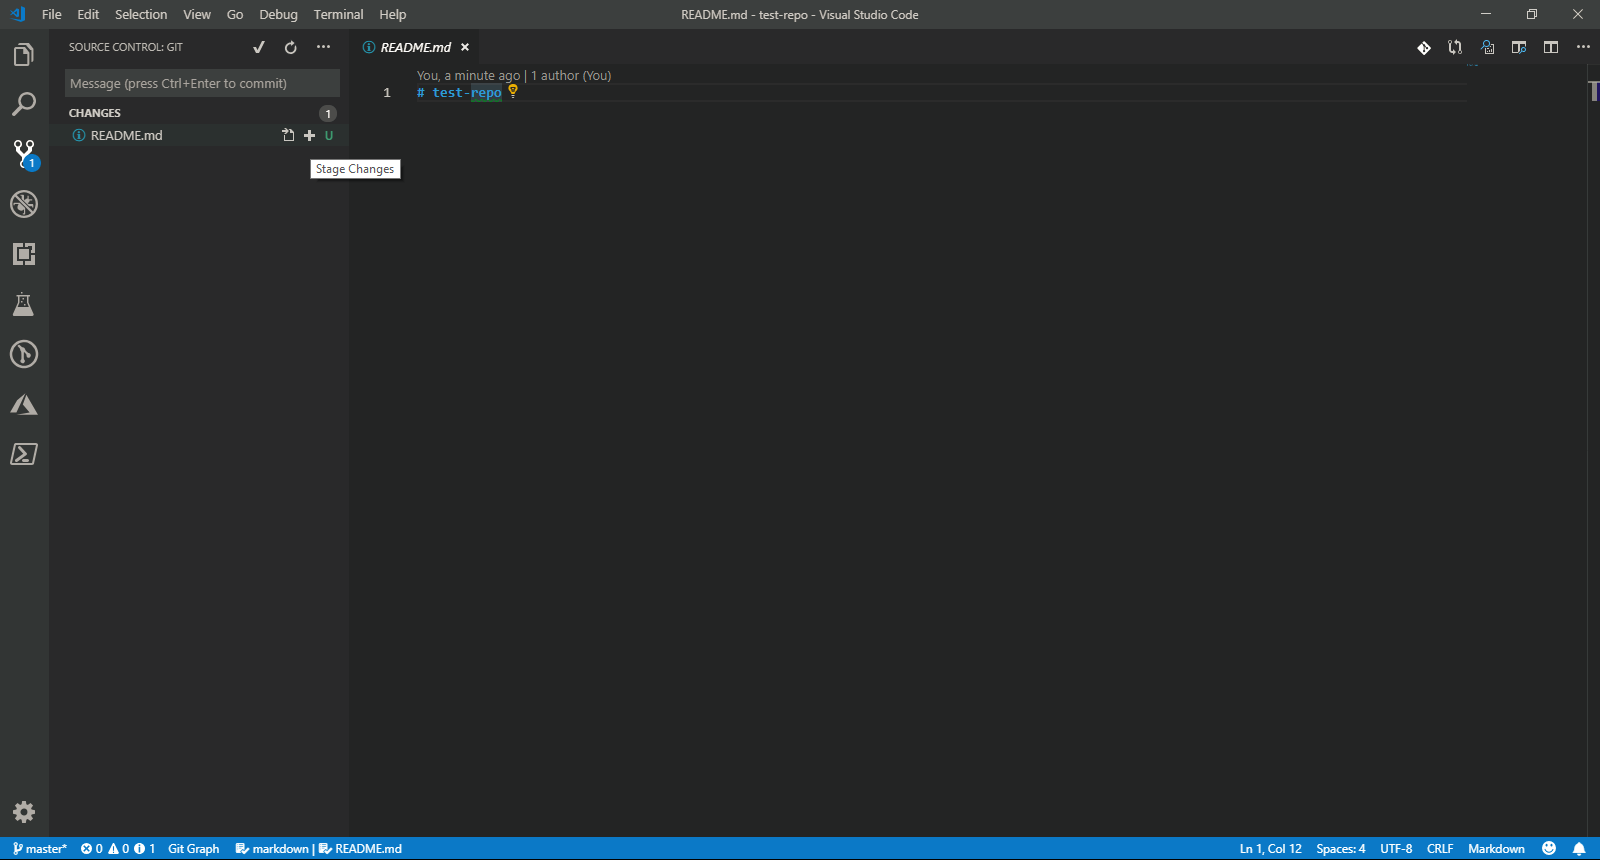 File Edit Selection View Go Debug Terminal Help
README.md - test-repo - Visual Studio Code
SOURCE CONTROL: GIT
README.md
Message (press Ctrl+Enter to commit)
CHANGES 1
README.md U
1
Stage Changes
You, a minute ago | 1 author (You)
1 # test-repo
master* 0 0 1 Git Graph markdown | README.md
Ln 1, Col 12 Spaces: 4 UTF-8 CRLF Markdown